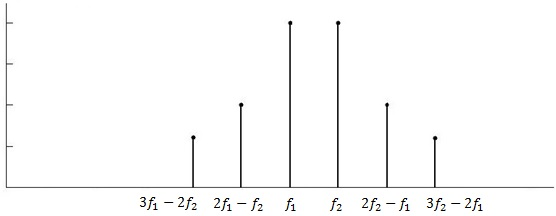 3f₁ − 2f₂ 2f₁ − f₂ f₁ f₂ 2f₂ − f₁ 3f₂ − 2f₁